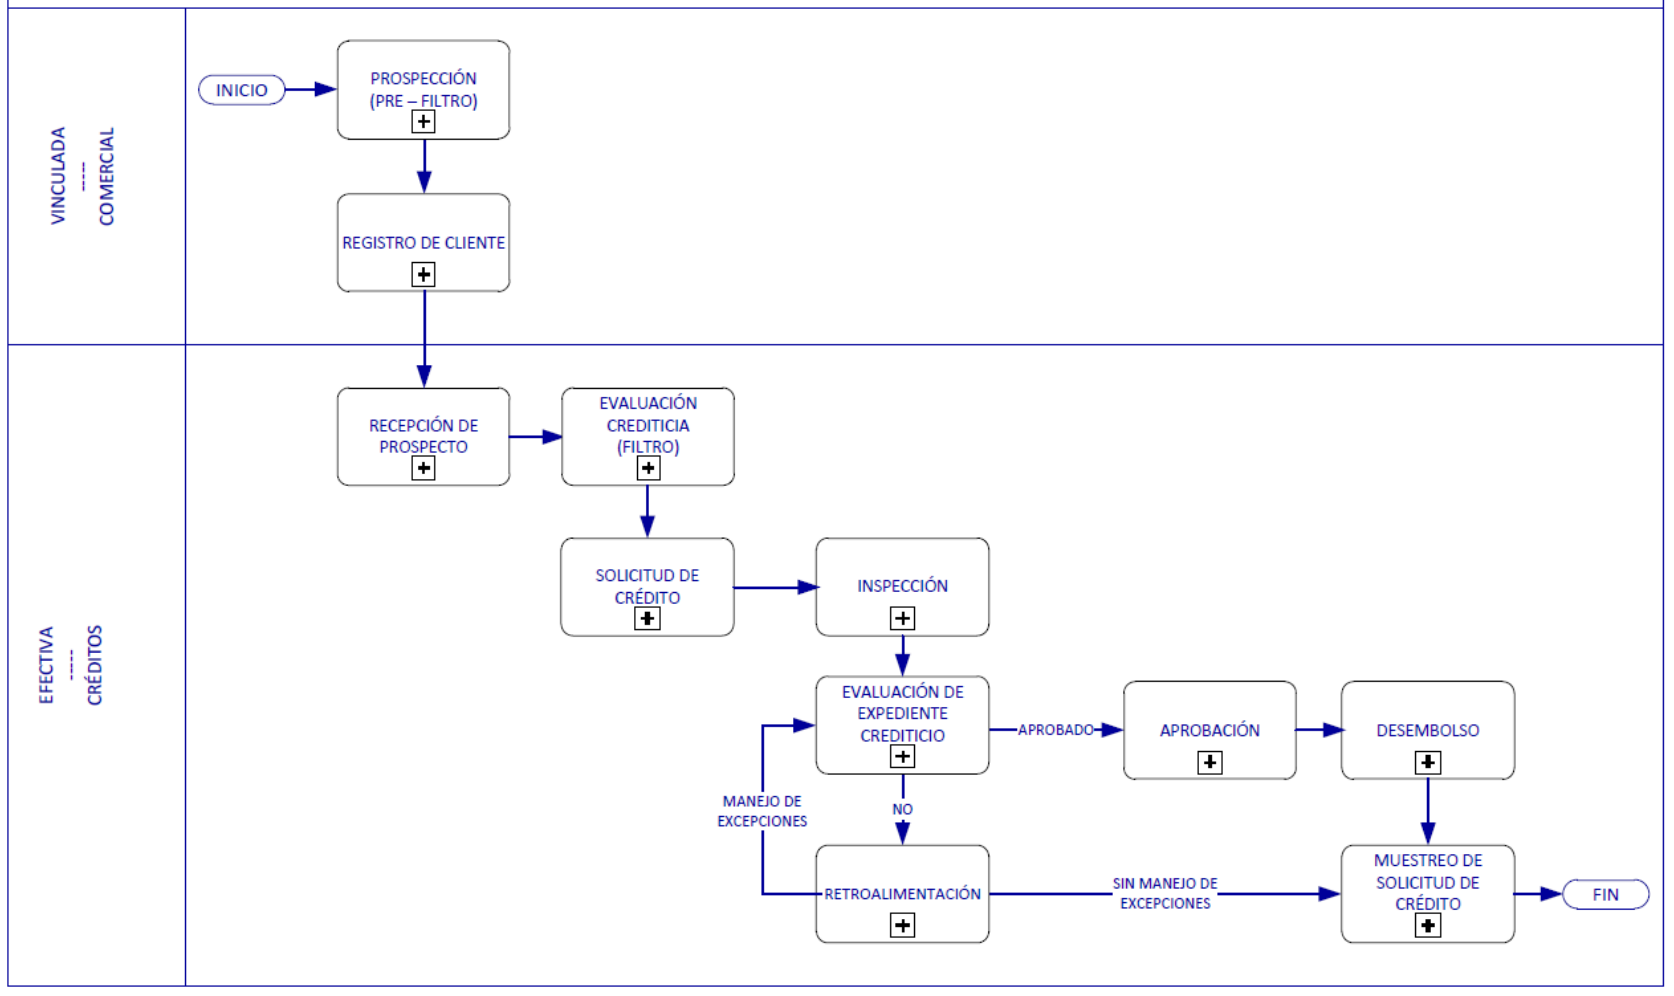 VINCULADA
-----
COMERCIAL
INICIO
PROSPECCIÓN
(PRE – FILTRO)
REGISTRO DE CLIENTE
EFECTIVA
-----
CRÉDITOS
RECEPCIÓN DE
PROSPECTO
EVALUACIÓN
CREDITICIA
(FILTRO)
SOLICITUD DE
CRÉDITO
INSPECCIÓN
EVALUACIÓN DE
EXPEDIENTE
CREDITICIO
APROBADO
APROBACIÓN
DESEMBOLSO
MANEJO DE
EXCEPCIONES
NO
RETROALIMENTACIÓN
SIN MANEJO DE
EXCEPCIONES
MUESTREO DE
SOLICITUD DE
CRÉDITO
FIN